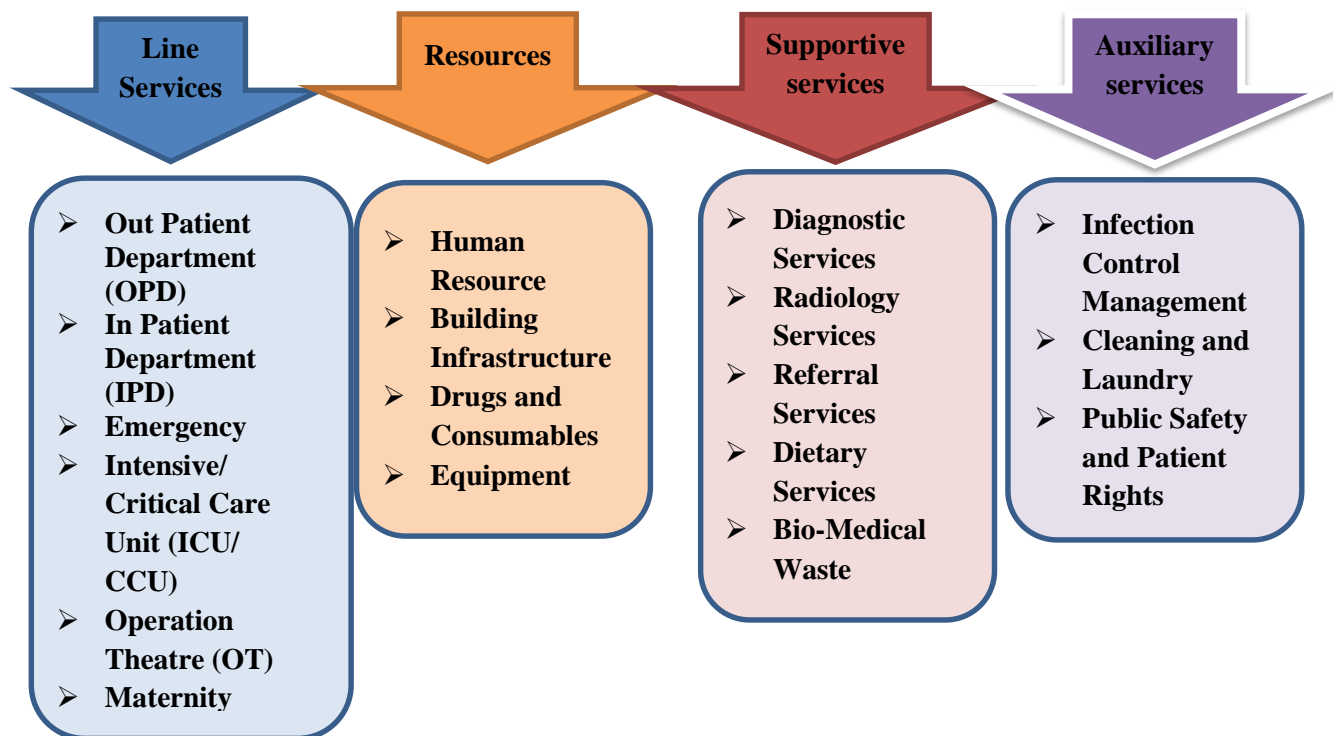 Line
Services
Resources
Supportive
services
Auxiliary
services
➢ Out Patient
Department
(OPD)
➢ In Patient
Department
(IPD)
➢ Emergency
➢ Intensive/
Critical Care
Unit (ICU/
CCU)
➢ Operation
Theatre (OT)
➢ Maternity
➢ Human
Resource
➢ Building
Infrastructure
➢ Drugs and
Consumables
➢ Equipment
➢ Diagnostic
Services
➢ Radiology
Services
➢ Referral
Services
➢ Dietary
Services
➢ Bio-Medical
Waste
➢ Infection
Control
Management
➢ Cleaning and
Laundry
➢ Public Safety
and Patient
Rights